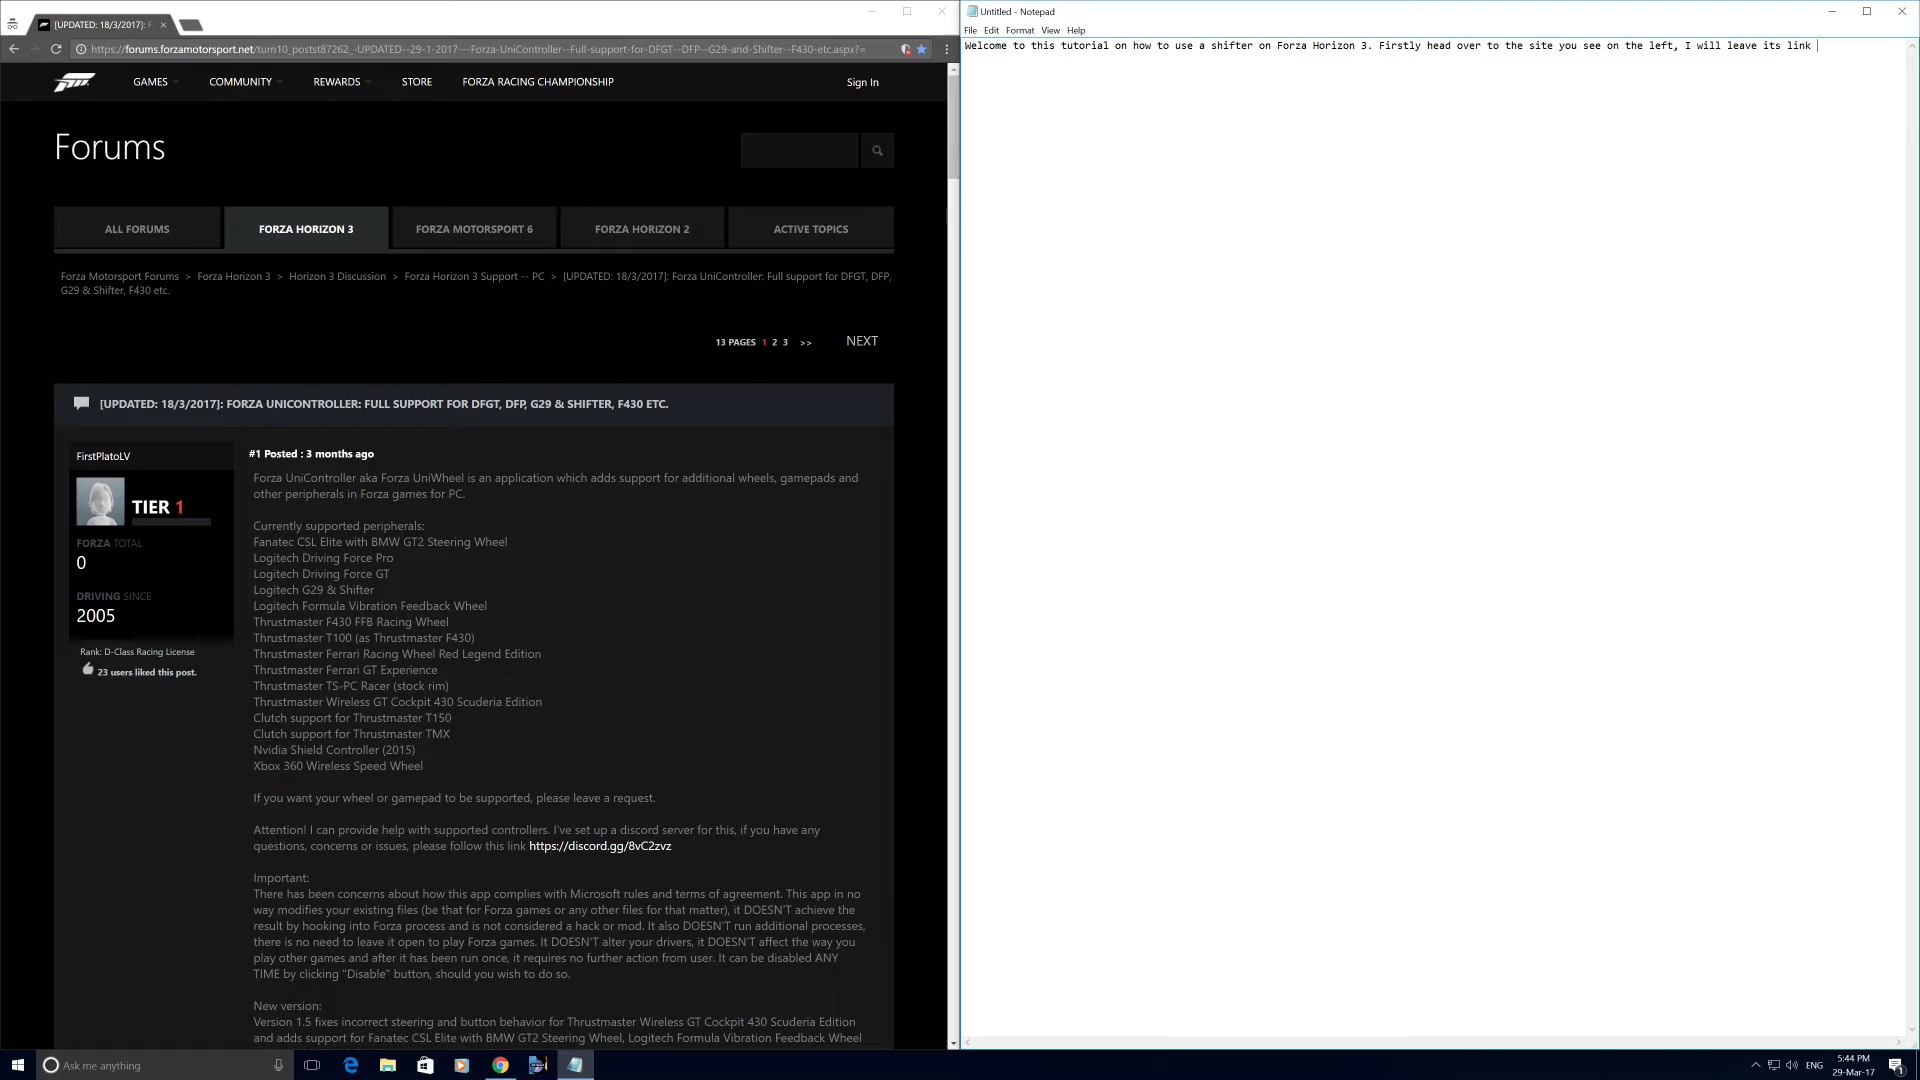 [UPDATED: 18/3/2017]: F
https://forums.forzamotorsport.net/turn10_postst87262_-UPDATED--29-1-2017---Forza-UniController--Full-support-for-DFGT--DFP--G29-and-Shifter--F430-etc.aspx?=
GAMES COMMUNITY REWARDS STORE FORZA RACING CHAMPIONSHIP Sign In
Forums
ALL FORUMS FORZA HORIZON 3 FORZA MOTORSPORT 6 FORZA HORIZON 2 ACTIVE TOPICS
Forza Motorsport Forums > Forza Horizon 3 > Horizon 3 Discussion > Forza Horizon 3 Support -- PC > [UPDATED: 18/3/2017]: Forza UniController: Full support for DFGT, DFP,
G29 & Shifter, F430 etc.
13 PAGES 1 2 3 >> NEXT
[UPDATED: 18/3/2017]: FORZA UNICONTROLLER: FULL SUPPORT FOR DFGT, DFP, G29 & SHIFTER, F430 ETC.
FirstPlatoLV
TIER 1
FORZA TOTAL
0
DRIVING SINCE
2005
Rank: D-Class Racing License
23 users liked this post.
#1 Posted : 3 months ago
Forza UniController aka Forza UniWheel is an application which adds support for additional wheels, gamepads and
other peripherals in Forza games for PC.
Currently supported peripherals:
Fanatec CSL Elite with BMW GT2 Steering Wheel
Logitech Driving Force Pro
Logitech Driving Force GT
Logitech G29 & Shifter
Logitech Formula Vibration Feedback Wheel
Thrustmaster F430 FFB Racing Wheel
Thrustmaster T100 (as Thrustmaster F430)
Thrustmaster Ferrari Racing Wheel Red Legend Edition
Thrustmaster Ferrari GT Experience
Thrustmaster TS-PC Racer (stock rim)
Thrustmaster Wireless GT Cockpit 430 Scuderia Edition
Clutch support for Thrustmaster T150
Clutch support for Thrustmaster TMX
Nvidia Shield Controller (2015)
Xbox 360 Wireless Speed Wheel
If you want your wheel or gamepad to be supported, please leave a request.
Attention! I can provide help with supported controllers. I've set up a discord server for this, if you have any
questions, concerns or issues, please follow this link https://discord.gg/8vC2zvz
Important:
There has been concerns about how this app complies with Microsoft rules and terms of agreement. This app in no
way modifies your existing files (be that for Forza games or any other files for that matter), it DOESN'T achieve the
result by hooking into Forza process and is not considered a hack or mod. It also DOESN'T run additional processes,
there is no need to leave it open to play Forza games. It DOESN'T alter your drivers, it DOESN'T affect the way you
play other games and after it has been run once, it requires no further action from user. It can be disabled ANY
TIME by clicking "Disable" button, should you wish to do so.
New version:
Version 1.5 fixes incorrect steering and button behavior for Thrustmaster Wireless GT Cockpit 430 Scuderia Edition
and adds support for Fanatec CSL Elite with BMW GT2 Steering Wheel, Logitech Formula Vibration Feedback Wheel
Untitled - Notepad
File Edit Format View Help
Welcome to this tutorial on how to use a shifter on Forza Horizon 3. Firstly head over to the site you see on the left, I will leave its link
Ask me anything
ENG
5:44 PM
29-Mar-17
1